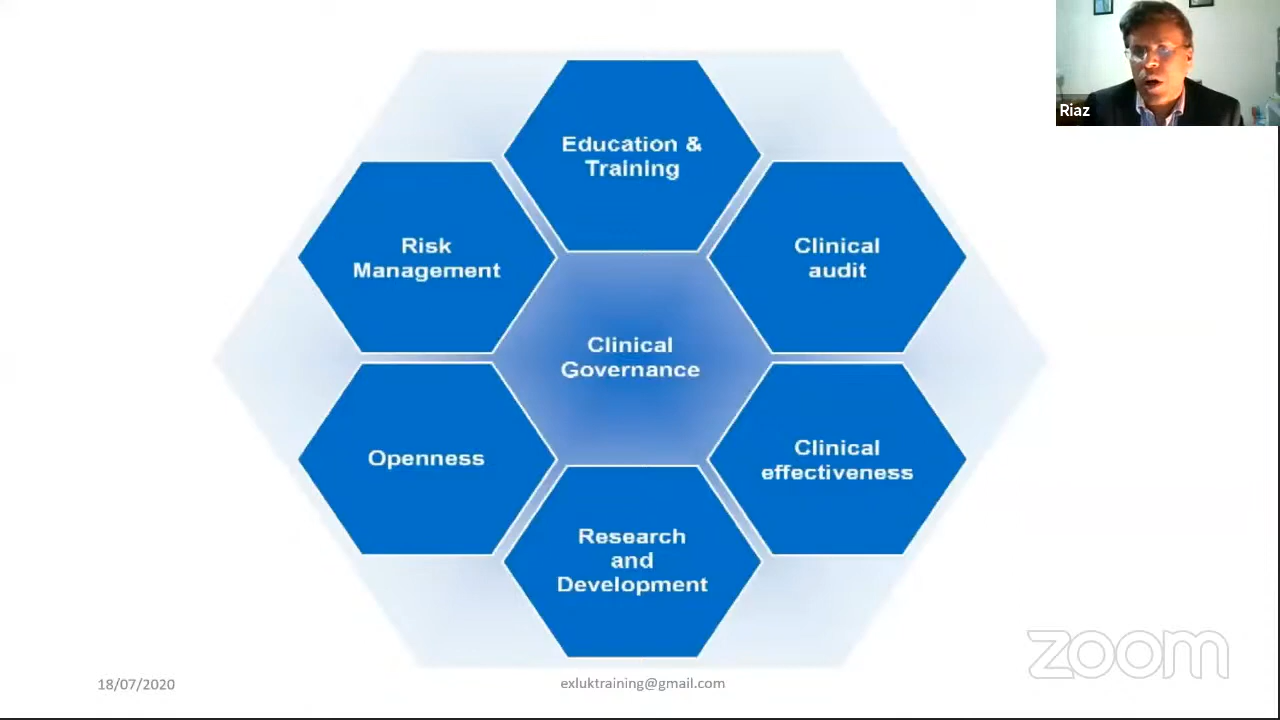 Riaz
Education &
Training
Risk
Management
Clinical
audit
Clinical
Governance
Openness
Clinical
effectiveness
Research
and
Development
18/07/2020
exluktraining@gmail.com
zoom